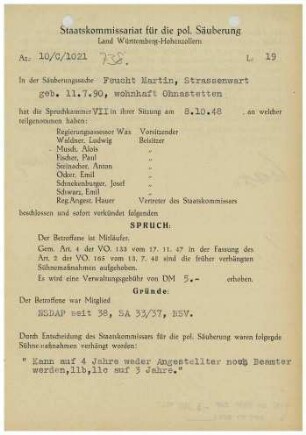 Staatskommissariat für die pol. Säuberung
Land Württemberg-Hohenzollern
Az: 10/C/1021 738. L: 19
In der Säuberungssache Feucht Martin, Strassenwart
geb. 11.7.90, wohnhaft Ohnastetten
hat die Spruchkammer VII in ihrer Sitzung am 8.10.48 , an welcher
teilgenommen haben:
Regierungsassessor Wax Vorsitzender
Waldner, Ludwig Beisitzer
Musch, Alois "
Fischer, Paul "
Steinacher, Anton "
Oder, Emil "
Schneckenburger, Josef "
Schwarz, Emil "
Reg.Angest. Hauer Vertreter des Staatskommissars
beschlossen und sofort verkündet folgenden
SPRUCH:
Der Betroffene ist Mitläufer.
Gem. Art. 4 der VO. 133 vom 17. 11. 47 in der Fassung des
Art. 2 der VO. 165 vom 13. 7. 48 sind die früher verhängten
Sühnemaßnahmen aufgehoben.
Es wird eine Verwaltungsgebühr von DM 5.- erhoben.
Gründe:
Der Betroffene war Mitglied
NSDAP seit 38, SA 33/37, NSV.
Durch Entscheidung des Staatskommissars für die pol. Säuberung waren folgende
Sühnemaßnahmen verhängt worden:
" Kann auf 4 Jahre weder Angestellter noch Beamter
werden,11b,11c auf 3 Jahre."